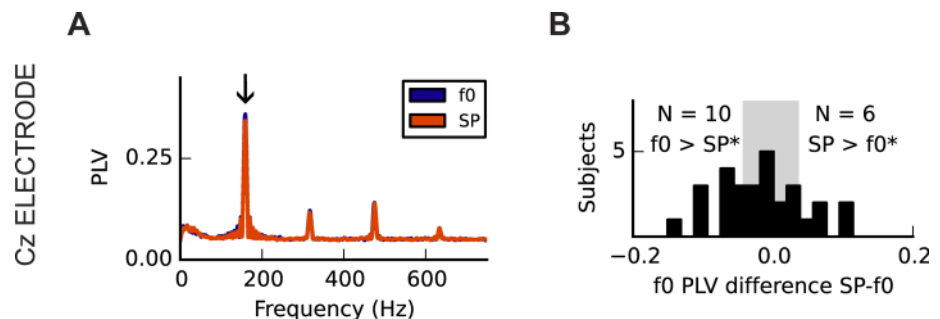 A
B
Cz ELECTRODE
PLV
0.25
0.00
0
200
400
600
Frequency (Hz)
f0
SP
Subjects
5
N = 10
f0 > SP*
N = 6
SP > f0*
−0.2
0.0
0.2
f0 PLV difference SP-f0